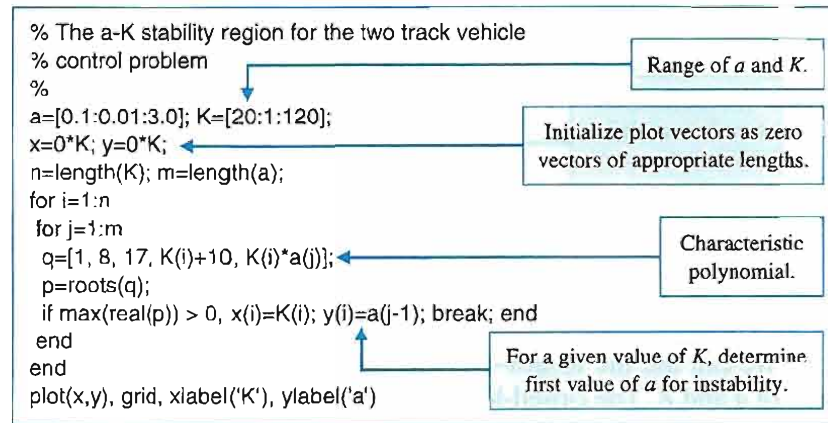 % The a-K stability region for the two track vehicle
% control problem
%
Range of a and K.
a=[0.1:0.01:3.0]; K=[20:1:120];
x=0*K; y=0*K;
Initialize plot vectors as zero
vectors of appropriate lengths.
n=length(K); m=length(a);
for i=1:n
for j=1:m
q=[1, 8, 17, K(i)+10, K(i)*a(j)];
Characteristic
polynomial.
p=roots(q);
if max(real(p)) > 0, x(i)=K(i); y(i)=a(j-1); break; end
end
end
For a given value of K, determine
first value of a for instability.
plot(x,y), grid, xlabel('K'), ylabel('a')